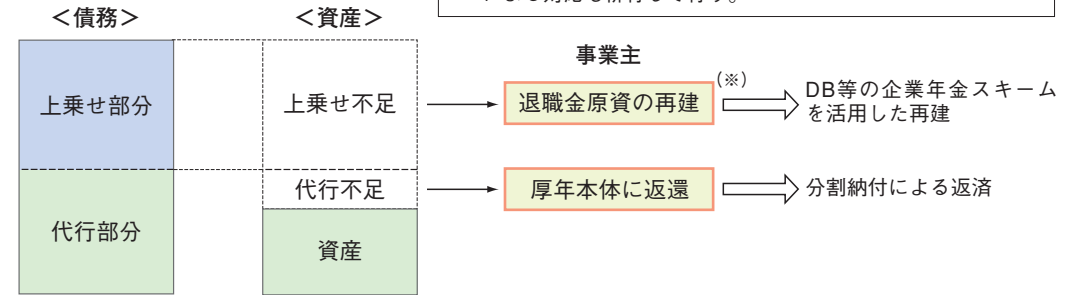 ＜債務＞
＜資産＞
事業主
上乗せ部分
上乗せ不足
退職金原資の再建
(※)
DB等の企業年金スキーム
を活用した再建
代行不足
厚年本体に返還
分割納付による返済
代行部分
資産